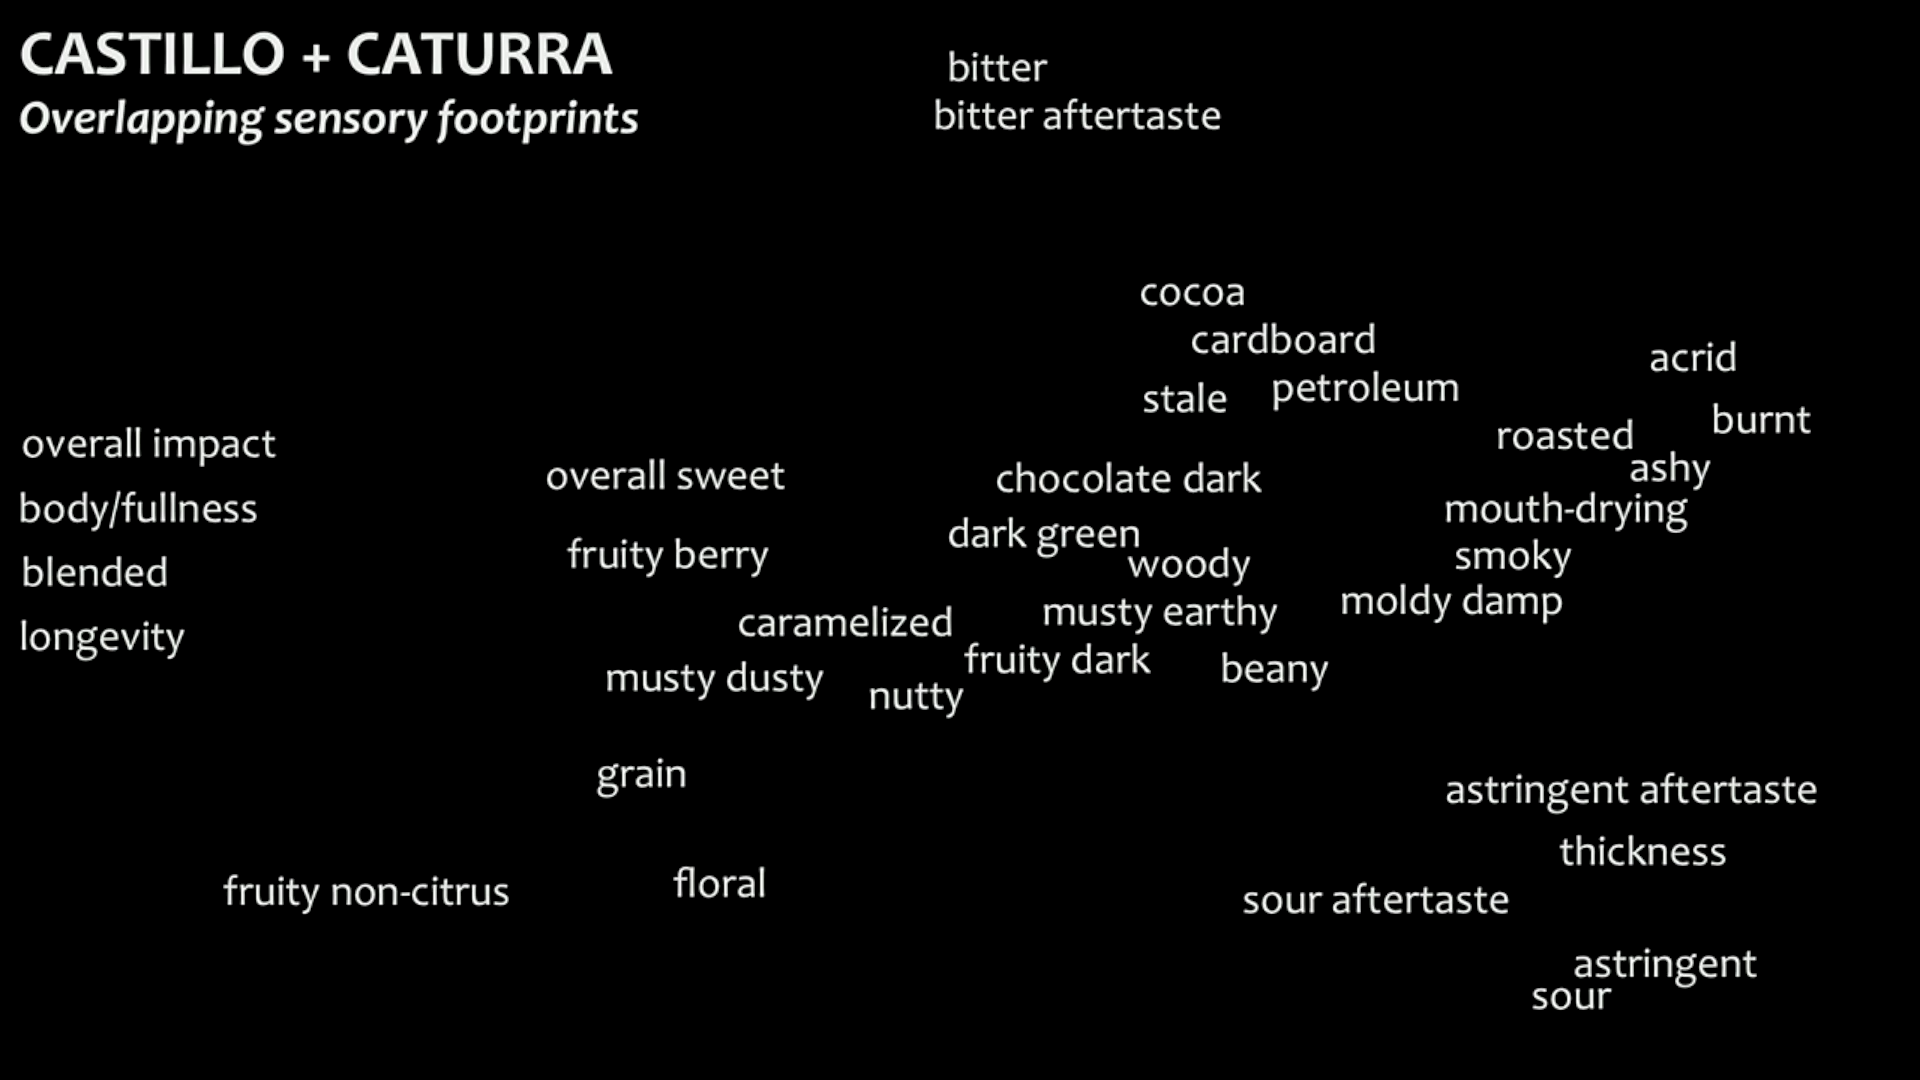 CASTILLO + CATURRA
Overlapping sensory footprints
bitter
bitter aftertaste
cocoa
cardboard
acrid
stale
petroleum
burnt
roasted
overall impact
ashy
overall sweet
chocolate dark
body/fullness
mouth-drying
dark green
fruity berry
woody
smoky
blended
musty earthy
moldy damp
caramelized
longevity
fruity dark
beany
musty dusty
nutty
grain
astringent aftertaste
thickness
fruity non-citrus
floral
sour aftertaste
astringent
sour